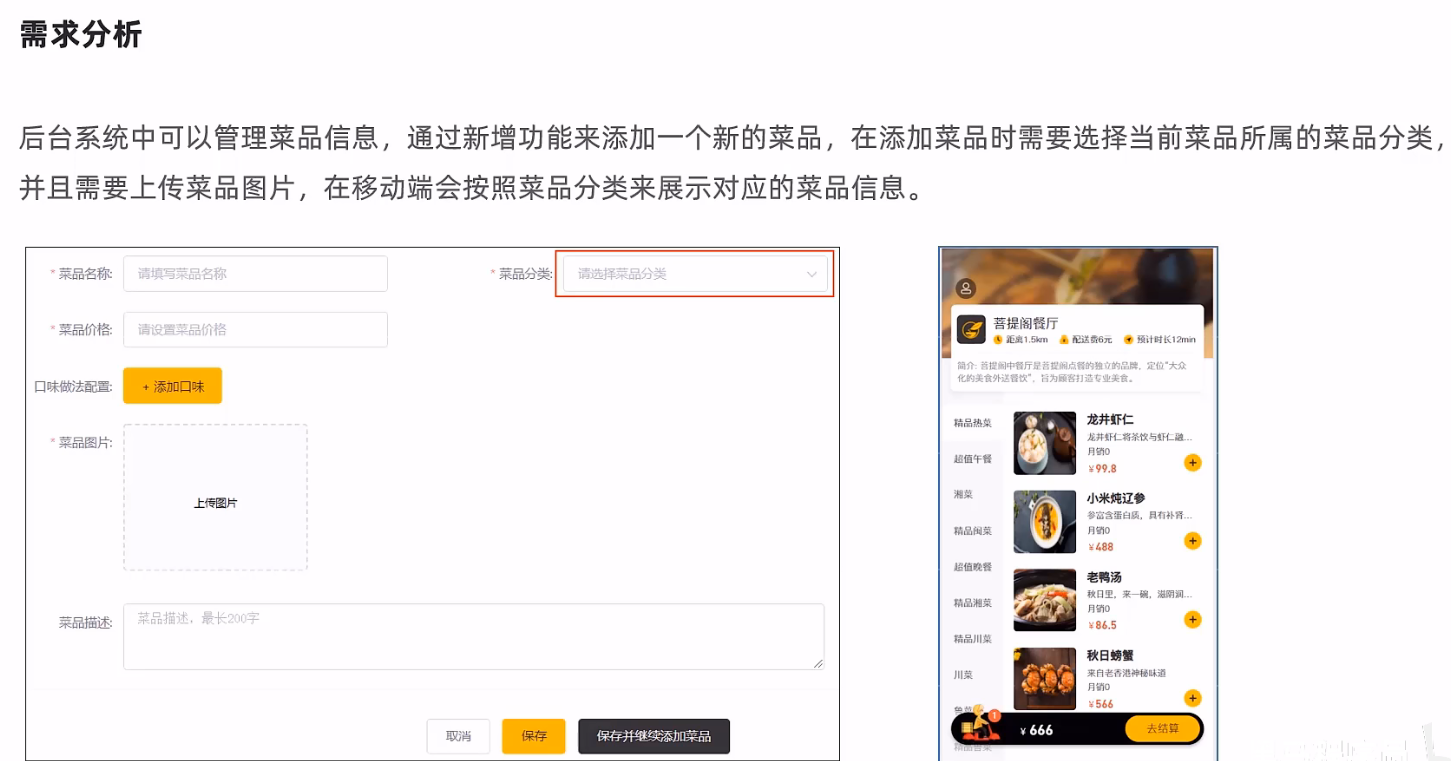 需求分析
后台系统中可以管理菜品信息，通过新增功能来添加一个新的菜品，在添加菜品时需要选择当前菜品所属的菜品分类，
并且需要上传菜品图片，在移动端会按照菜品分类来展示对应的菜品信息。
* 菜品名称: 请填写菜品名称
* 菜品分类: 请选择菜品分类
* 菜品价格: 请设置菜品价格
口味做法配置: + 添加口味
* 菜品图片:
上传图片
菜品描述: 菜品描述，最长200字
取消 保存 保存并继续添加菜品
菩提阁餐厅
距离1.5km 配送费6元 预计时长12min
简介: 菩提阁中餐厅是菩提阁点餐的独立的品牌，定位“大众
化的美食外送餐饮”，旨为顾客打造专业美食。
精品热菜
超值午餐
湘菜
精品闽菜
超值晚餐
精品湘菜
精品川菜
川菜
龙井虾仁
龙井虾仁将茶饮与虾仁融...
月销0
¥99.8
+
小米炖辽参
参富含蛋白质，具有补肾...
月销0
¥488
+
老鸭汤
秋日里，来一碗，滋阴润...
月销0
¥86.5
+
秋日螃蟹
来自老香港神秘味道
月销0
¥566
+
1
¥ 666
去结算